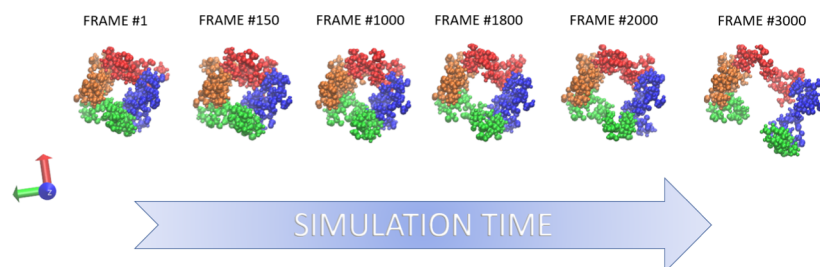 FRAME #1
FRAME #150
FRAME #1000
FRAME #1800
FRAME #2000
FRAME #3000
z
SIMULATION TIME